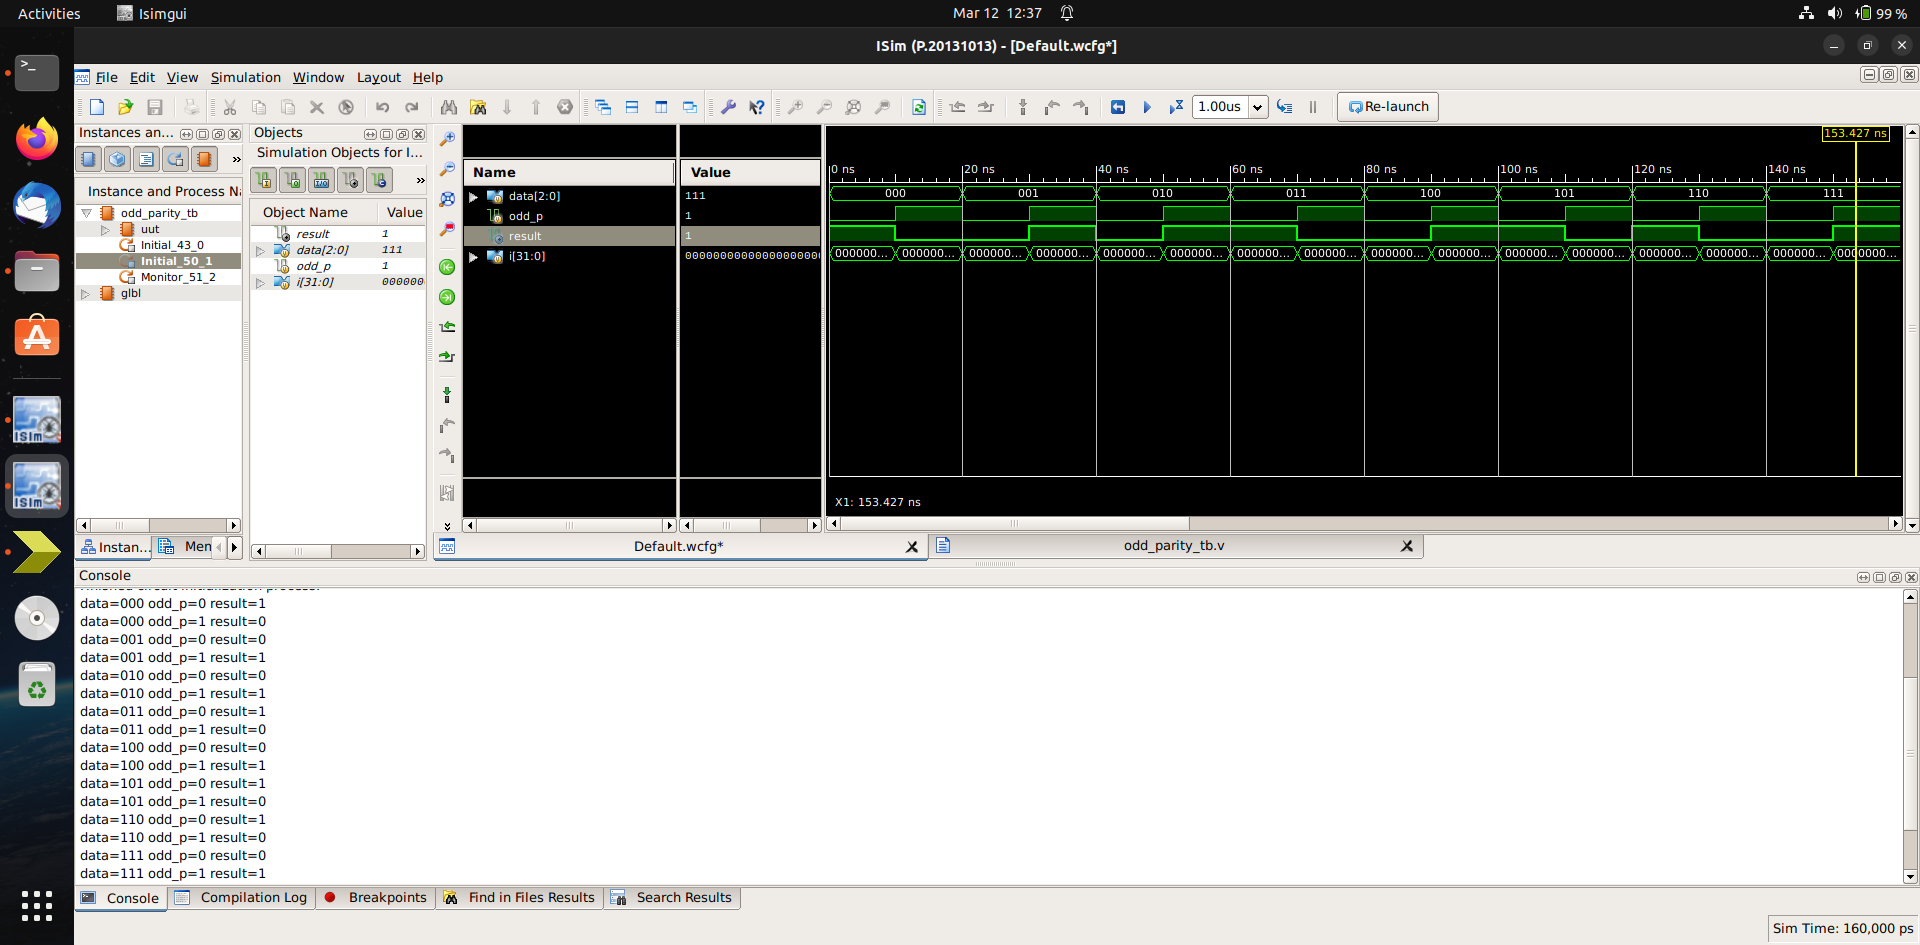 Activities
Isimgui
Mar 12 12:37
99 %
ISim (P.20131013) - [Default.wcfg*]
File Edit View Simulation Window Layout Help
1.00us
Re-launch
Instances an...
Objects
Simulation Objects for I...
Instance and Process Na
odd_parity_tb
uut
Initial_43_0
Initial_50_1
Monitor_51_2
glbl
Object Name Value
result 1
data[2:0] 111
odd_p 1
i[31:0] 000000
Name Value
data[2:0] 111
odd_p 1
result 1
i[31:0] 00000000000000000000
153.427 ns
0 ns 20 ns 40 ns 60 ns 80 ns 100 ns 120 ns 140 ns
000 001 010 011 100 101 110 111
000000... 000000... 000000... 000000... 000000... 000000... 000000... 000000... 000000... 000000... 000000... 000000... 000000... 000000... 000000... 0000000...
X1: 153.427 ns
Instan...
Mem
Default.wcfg*
odd_parity_tb.v
Console
Finished circuit initialization process.
data=000 odd_p=0 result=1
data=000 odd_p=1 result=0
data=001 odd_p=0 result=0
data=001 odd_p=1 result=1
data=010 odd_p=0 result=0
data=010 odd_p=1 result=1
data=011 odd_p=0 result=1
data=011 odd_p=1 result=0
data=100 odd_p=0 result=0
data=100 odd_p=1 result=1
data=101 odd_p=0 result=1
data=101 odd_p=1 result=0
data=110 odd_p=0 result=1
data=110 odd_p=1 result=0
data=111 odd_p=0 result=0
data=111 odd_p=1 result=1
Console
Compilation Log
Breakpoints
Find in Files Results
Search Results
Sim Time: 160,000 ps